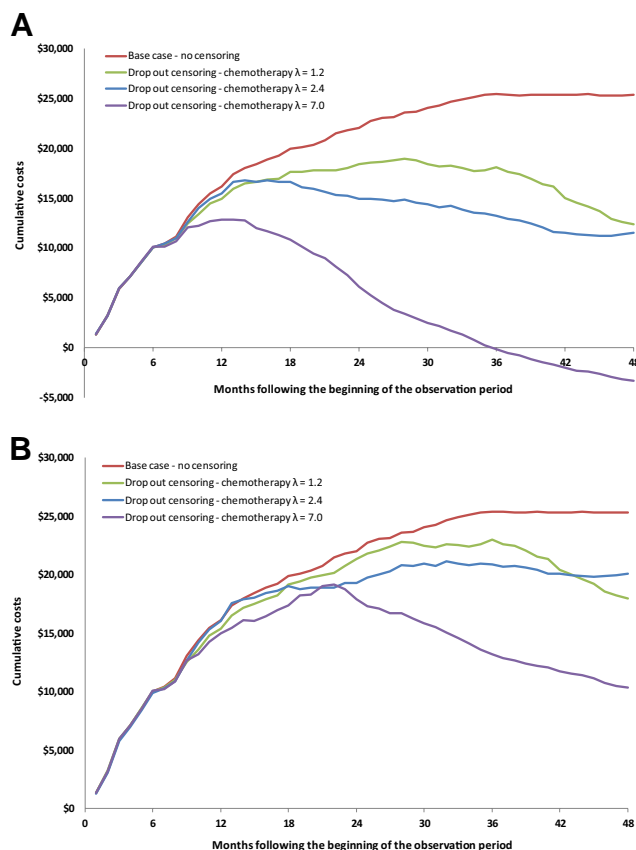 A
$30,000
Base case - no censoring
Drop out censoring - chemotherapy λ = 1.2
$25,000
Drop out censoring - chemotherapy λ = 2.4
Drop out censoring - chemotherapy λ = 7.0
$20,000
Cumulative costs
$15,000
$10,000
$5,000
$0
0 6 12 18 24 30 36 42 48
Months following the beginning of the observation period
-$5,000
B
$30,000
Base case - no censoring
Drop out censoring - chemotherapy λ = 1.2
$25,000
Drop out censoring - chemotherapy λ = 2.4
Drop out censoring - chemotherapy λ = 7.0
$20,000
Cumulative costs
$15,000
$10,000
$5,000
$0
0 6 12 18 24 30 36 42 48
Months following the beginning of the observation period